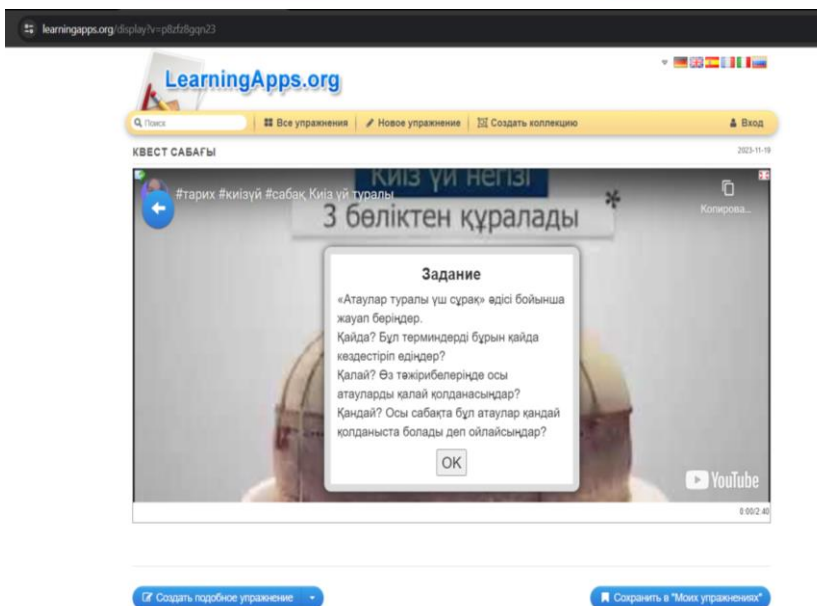 learningapps.org/display?v=p8zfz8gqn23
LearningApps.org
Поиск
Все упражнения
Новое упражнение
Создать коллекцию
Вход
КВЕСТ САБАҒЫ
2023-11-19
Киіз үй негізі
#тарих #киізүй #сабақ Киіз үй туралы
Копирова...
3 бөліктен құралады
*
Задание
«Атаулар туралы үш сұрақ» әдісі бойынша
жауап беріңдер.
Қайда? Бұл терминдерді бұрын қайда
кездестіріп едіңдер?
Қалай? Өз тәжірибелеріңде осы
атауларды қалай қолданасыңдар?
Қандай? Осы сабақта бұл атаулар қандай
қолданыста болады деп ойлайсыңдар?
OK
YouTube
0:00/2:40
Создать подобное упражнение
Сохранить в "Моих упражнениях"